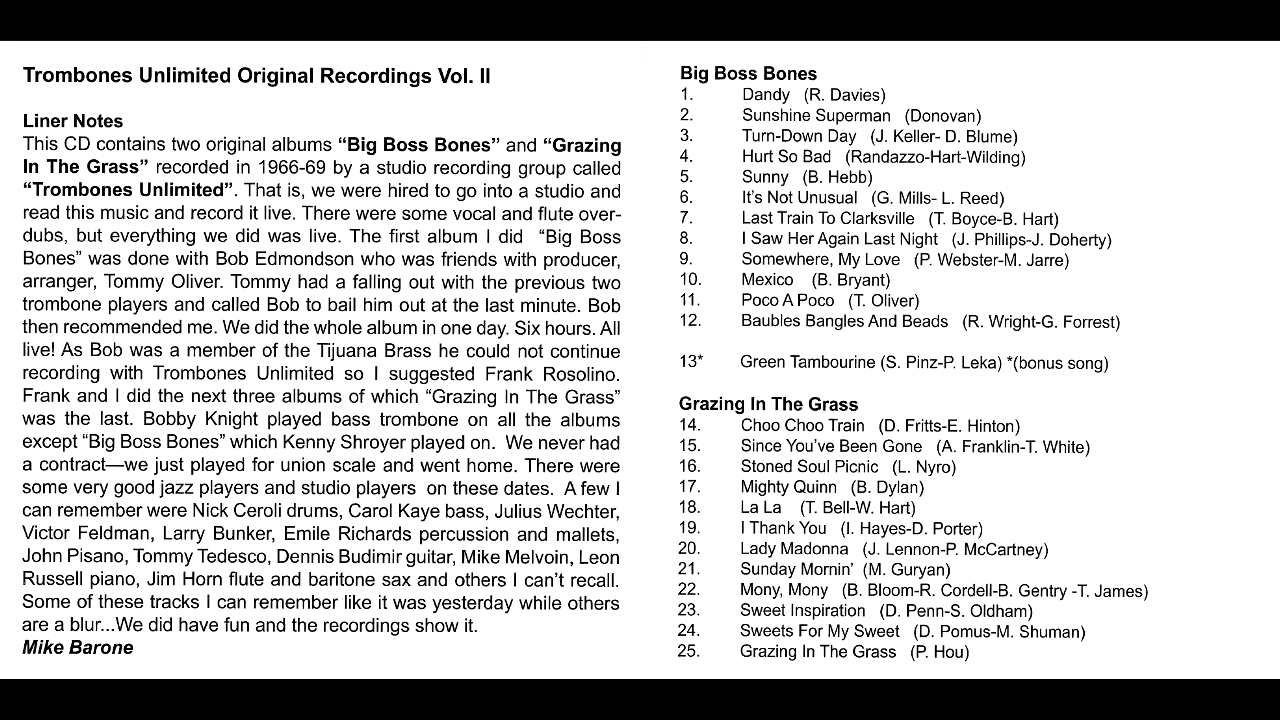 Trombones Unlimited Original Recordings Vol. II
Liner Notes
This CD contains two original albums “Big Boss Bones” and “Grazing
In The Grass” recorded in 1966-69 by a studio recording group called
“Trombones Unlimited”. That is, we were hired to go into a studio and
read this music and record it live. There were some vocal and flute over-
dubs, but everything we did was live. The first album I did “Big Boss
Bones” was done with Bob Edmondson who was friends with producer,
arranger, Tommy Oliver. Tommy had a falling out with the previous two
trombone players and called Bob to bail him out at the last minute. Bob
then recommended me. We did the whole album in one day. Six hours. All
live! As Bob was a member of the Tijuana Brass he could not continue
recording with Trombones Unlimited so I suggested Frank Rosolino.
Frank and I did the next three albums of which “Grazing In The Grass”
was the last. Bobby Knight played bass trombone on all the albums
except “Big Boss Bones” which Kenny Shroyer played on. We never had
a contract—we just played for union scale and went home. There were
some very good jazz players and studio players on these dates. A few I
can remember were Nick Ceroli drums, Carol Kaye bass, Julius Wechter,
Victor Feldman, Larry Bunker, Emile Richards percussion and mallets,
John Pisano, Tommy Tedesco, Dennis Budimir guitar, Mike Melvoin, Leon
Russell piano, Jim Horn flute and baritone sax and others I can’t recall.
Some of these tracks I can remember like it was yesterday while others
are a blur...We did have fun and the recordings show it.
Mike Barone
Big Boss Bones
1. Dandy (R. Davies)
2. Sunshine Superman (Donovan)
3. Turn-Down Day (J. Keller- D. Blume)
4. Hurt So Bad (Randazzo-Hart-Wilding)
5. Sunny (B. Hebb)
6. It’s Not Unusual (G. Mills- L. Reed)
7. Last Train To Clarksville (T. Boyce-B. Hart)
8. I Saw Her Again Last Night (J. Phillips-J. Doherty)
9. Somewhere, My Love (P. Webster-M. Jarre)
10. Mexico (B. Bryant)
11. Poco A Poco (T. Oliver)
12. Baubles Bangles And Beads (R. Wright-G. Forrest)
13* Green Tambourine (S. Pinz-P. Leka) *(bonus song)
Grazing In The Grass
14. Choo Choo Train (D. Fritts-E. Hinton)
15. Since You’ve Been Gone (A. Franklin-T. White)
16. Stoned Soul Picnic (L. Nyro)
17. Mighty Quinn (B. Dylan)
18. La La (T. Bell-W. Hart)
19. I Thank You (I. Hayes-D. Porter)
20. Lady Madonna (J. Lennon-P. McCartney)
21. Sunday Mornin’ (M. Guryan)
22. Mony, Mony (B. Bloom-R. Cordell-B. Gentry -T. James)
23. Sweet Inspiration (D. Penn-S. Oldham)
24. Sweets For My Sweet (D. Pomus-M. Shuman)
25. Grazing In The Grass (P. Hou)